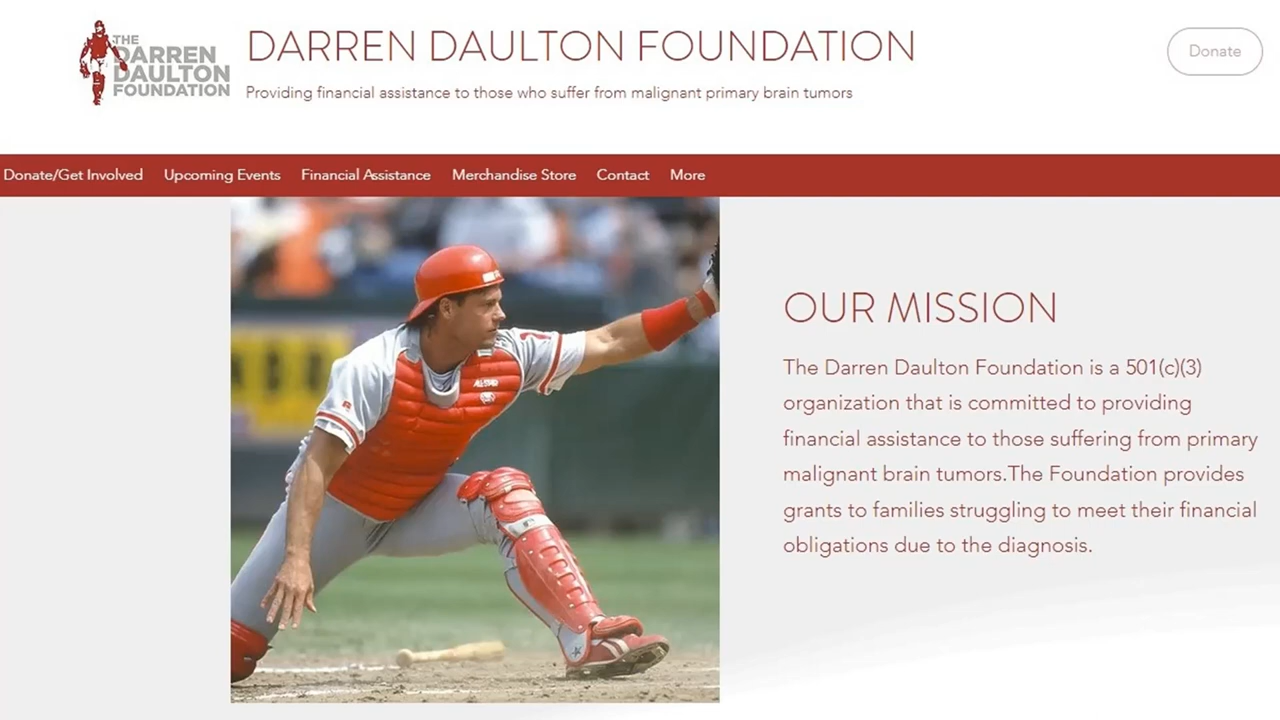 THE
DARREN
DAULTON
FOUNDATION
DARREN DAULTON FOUNDATION
Providing financial assistance to those who suffer from malignant primary brain tumors
Donate
Donate/Get Involved Upcoming Events Financial Assistance Merchandise Store Contact More
OUR MISSION
The Darren Daulton Foundation is a 501(c)(3)
organization that is committed to providing
financial assistance to those suffering from primary
malignant brain tumors.The Foundation provides
grants to families struggling to meet their financial
obligations due to the diagnosis.